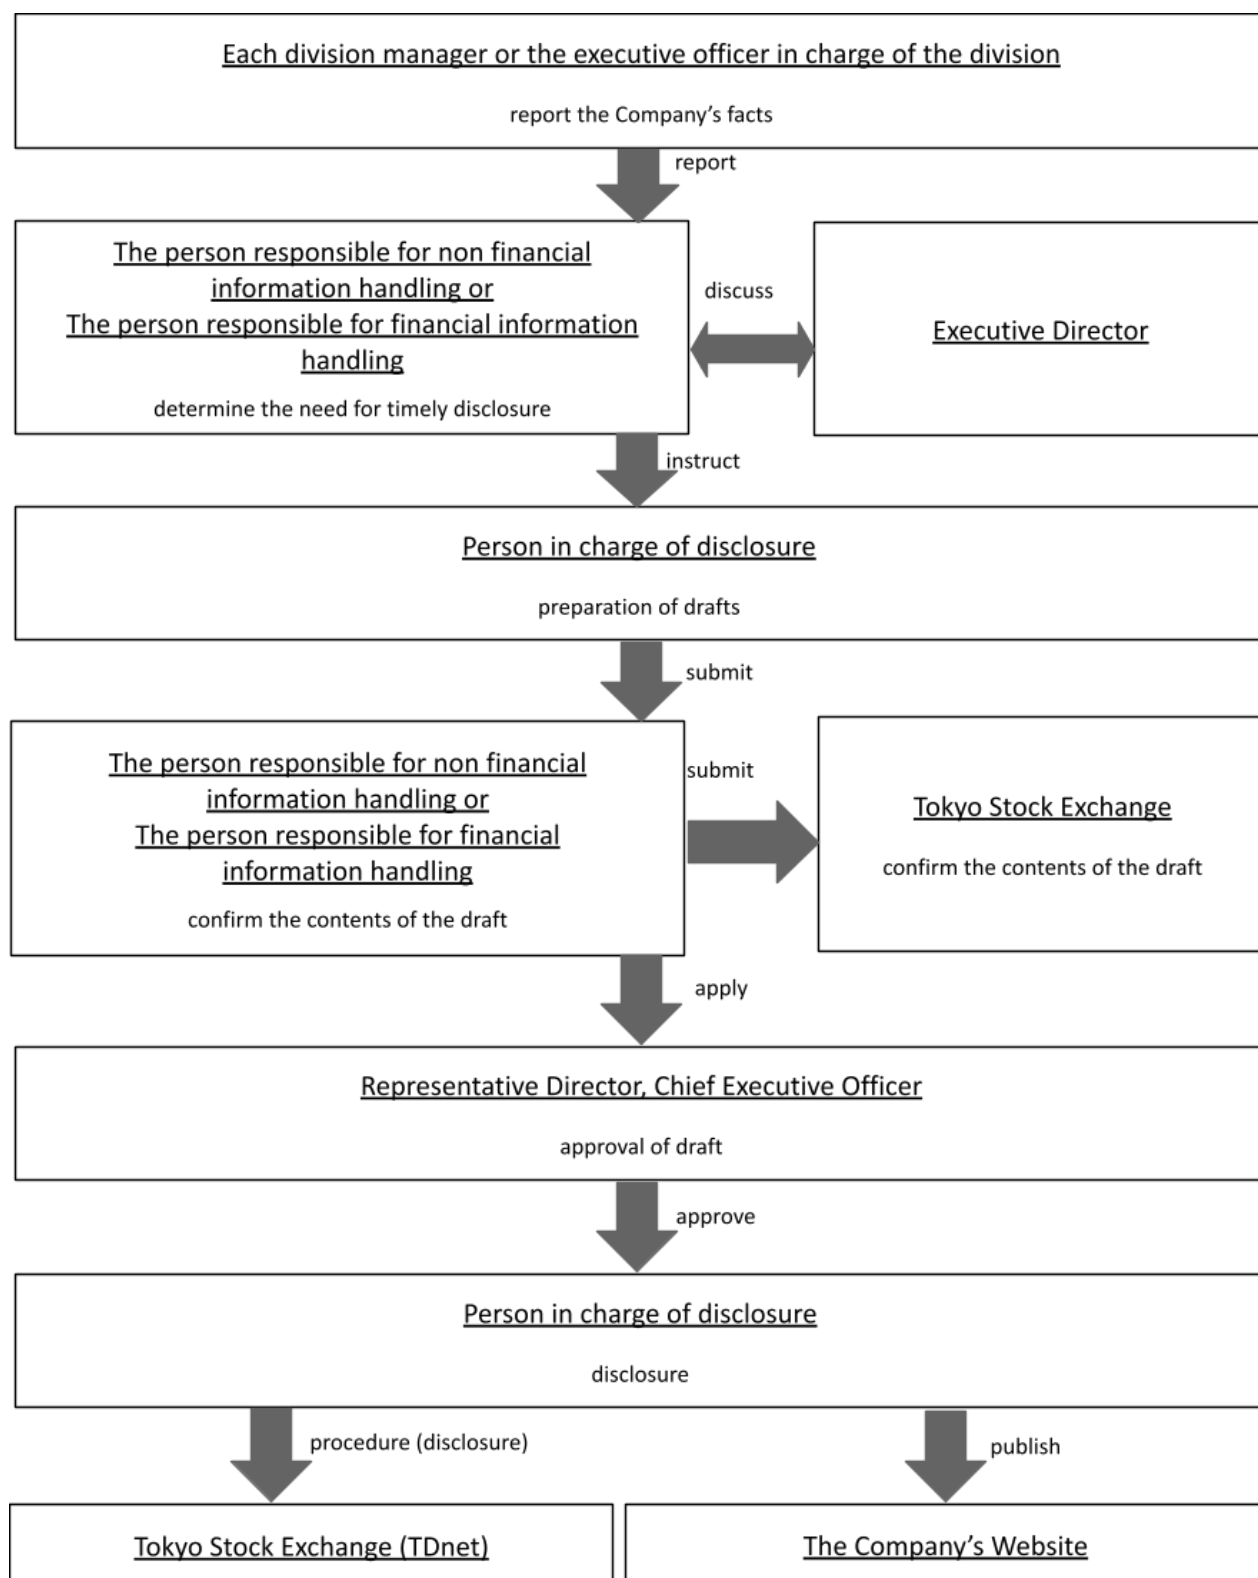 Each division manager or the executive officer in charge of the division
report the Company’s facts
report
The person responsible for non financial
information handling or
The person responsible for financial information
handling
determine the need for timely disclosure
discuss
Executive Director
instruct
Person in charge of disclosure
preparation of drafts
submit
The person responsible for non financial
information handling or
The person responsible for financial
information handling
confirm the contents of the draft
submit
Tokyo Stock Exchange
confirm the contents of the draft
apply
Representative Director, Chief Executive Officer
approval of draft
approve
Person in charge of disclosure
disclosure
procedure (disclosure)
publish
Tokyo Stock Exchange (TDnet)
The Company’s Website